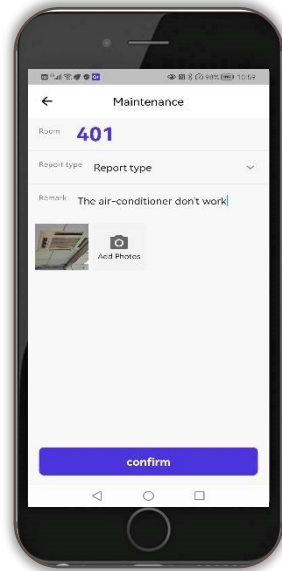 Maintenance
Room 401
Report type Report type
Remark The air-conditioner don't work
Add Photos
confirm